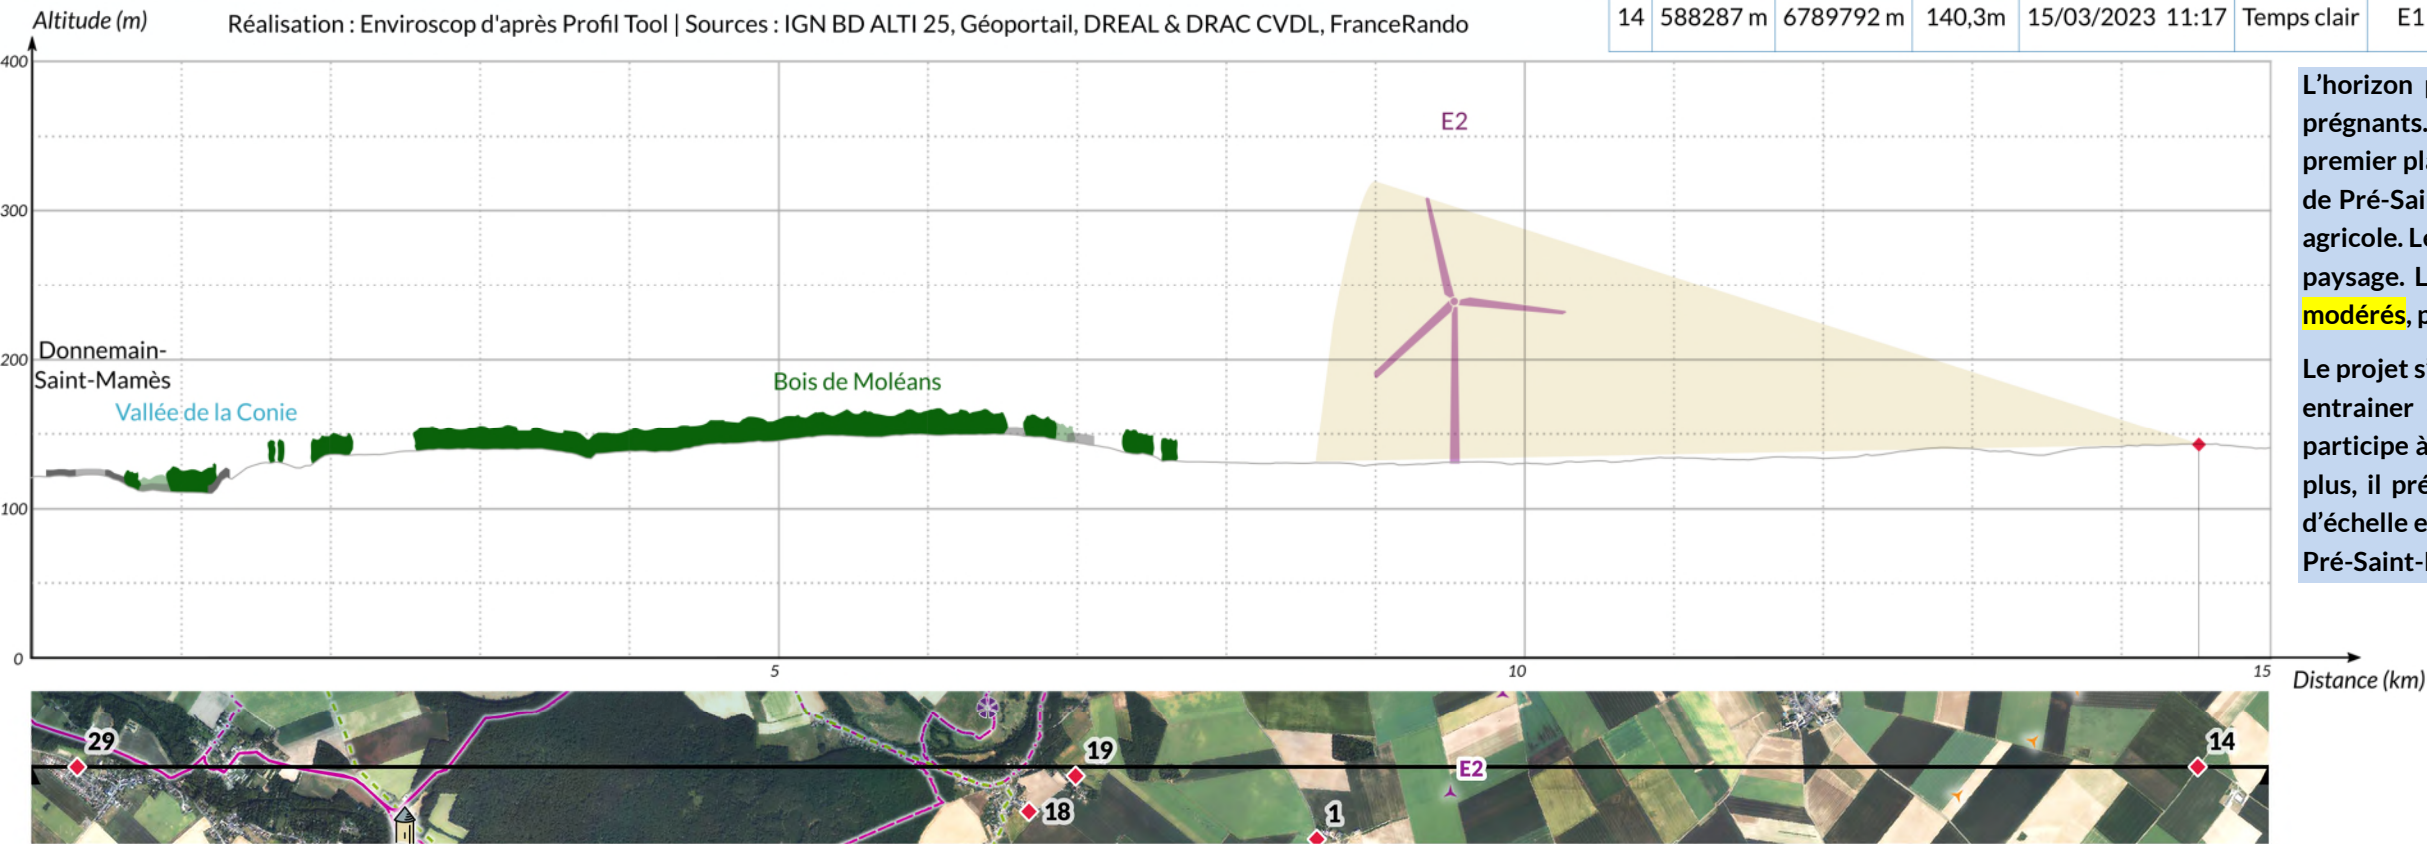 Altitude (m)
Réalisation : Enviroscop d'après Profil Tool | Sources : IGN BD ALTI 25, Géoportail, DREAL & DRAC CVDL, FranceRando
14 588287 m 6789792 m 140,3m 15/03/2023 11:17 Temps clair E1
400
E2
300
200
Donnemain-
Saint-Mamès
Vallée de la Conie
Bois de Moléans
100
0
5
10
15
Distance (km)
L'horizon p
prégnants.
premier pla
de Pré-Sai
agricole. Le
paysage. L
modérés, p
Le projet s'
entrainer
participe à
plus, il pré
d'échelle e
Pré-Saint-
29
19
18
1
E2
14